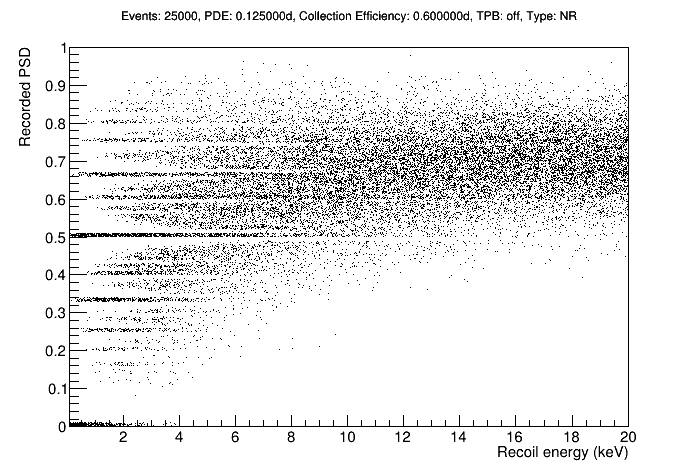 Events: 25000, PDE: 0.125000d, Collection Efficiency: 0.600000d, TPB: off, Type: NR
Recorded PSD
1
0.9
0.8
0.7
0.6
0.5
0.4
0.3
0.2
0.1
0
2 4 6 8 10 12 14 16 18 20
Recoil energy (keV)